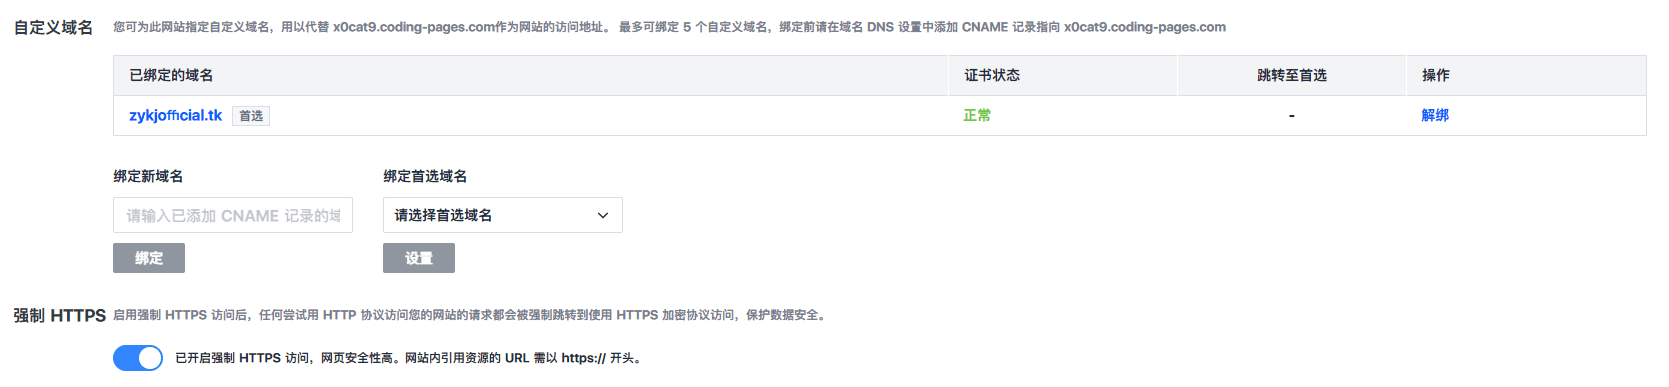 自定义域名 您可为此网站指定自定义域名，用以代替 x0cat9.coding-pages.com作为网站的访问地址。 最多可绑定 5 个自定义域名，绑定前请在域名 DNS 设置中添加 CNAME 记录指向 x0cat9.coding-pages.com
已绑定的域名 证书状态 跳转至首选 操作
zykjofficial.tk 首选 正常 - 解绑
绑定新域名 绑定首选域名
请输入已添加 CNAME 记录的域 请选择首选域名
绑定 设置
强制 HTTPS 启用强制 HTTPS 访问后，任何尝试用 HTTP 协议访问您的网站的请求都会被强制跳转到使用 HTTPS 加密协议访问，保护数据安全。
已开启强制 HTTPS 访问，网页安全性高。网站内引用资源的 URL 需以 https:// 开头。